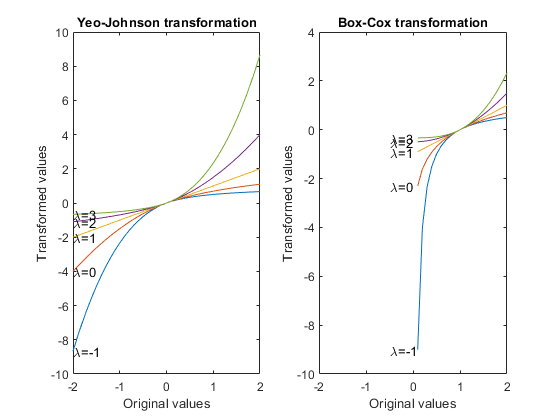 Yeo-Johnson transformation
10
8
6
4
2
0
-2
-4
-6
-8
-10
Transformed values
λ=3
λ=2
λ=1
λ=0
λ=-1
-2
-1
0
1
2
Original values
Box-Cox transformation
4
2
0
-2
-4
-6
-8
-10
Transformed values
λ=3
λ=2
λ=1
λ=0
λ=-1
-2
-1
0
1
2
Original values